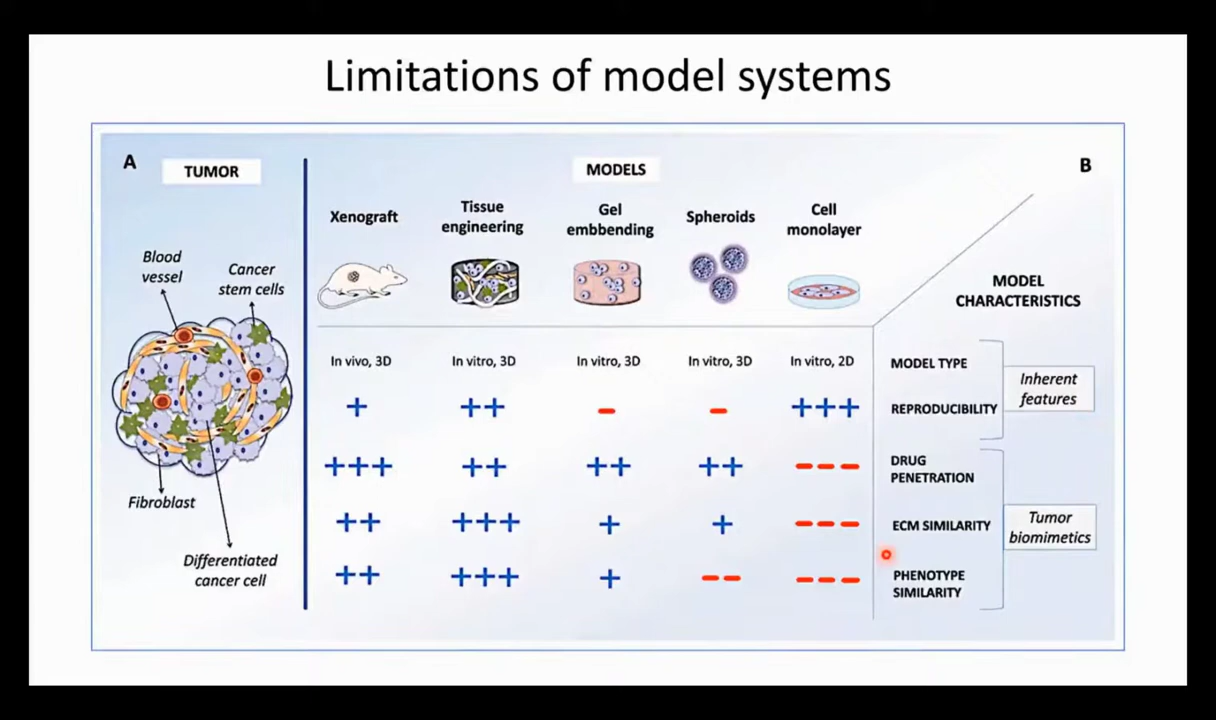 Limitations of model systems
A
TUMOR
MODELS
B
Xenograft
Tissue
engineering
Gel
embbending
Spheroids
Cell
monolayer
Blood
vessel
Cancer
stem cells
Fibroblast
Differentiated
cancer cell
MODEL
CHARACTERISTICS
In vivo, 3D
In vitro, 3D
In vitro, 3D
In vitro, 3D
In vitro, 2D
MODEL TYPE
+
++
-
-
+++
REPRODUCIBILITY
Inherent
features
+++
++
++
++
---
DRUG
PENETRATION
++
+++
+
+
---
ECM SIMILARITY
Tumor
biomimetics
++
+++
+
--
---
PHENOTYPE
SIMILARITY